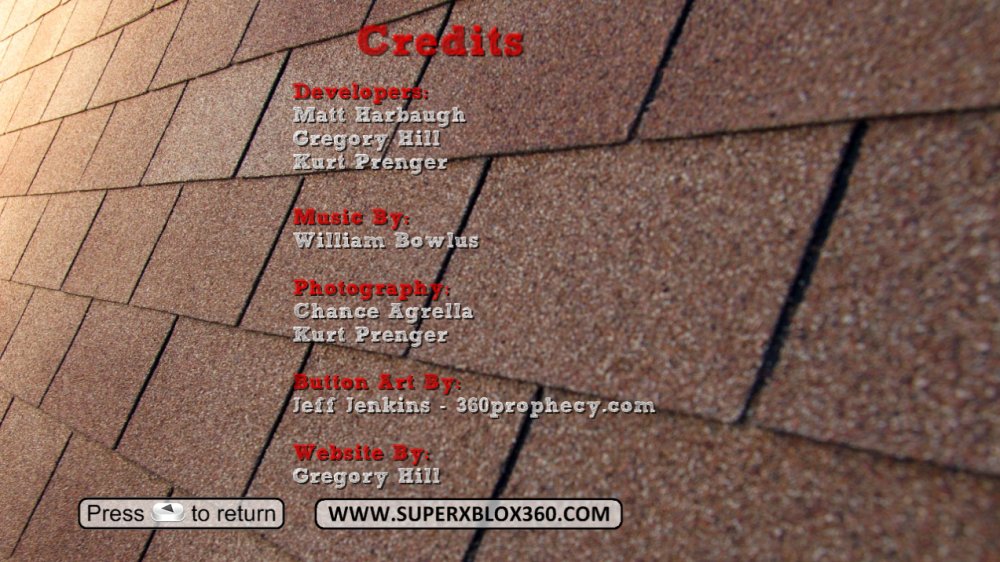 Credits
Developers:
Matt Harbaugh
Gregory Hill
Kurt Prenger
Music By:
William Bowlus
Photography:
Chance Agrella
Kurt Prenger
Button Art By:
Jeff Jenkins - 360prophecy.com
Website By:
Gregory Hill
Press to return
WWW.SUPERXBLOX360.COM